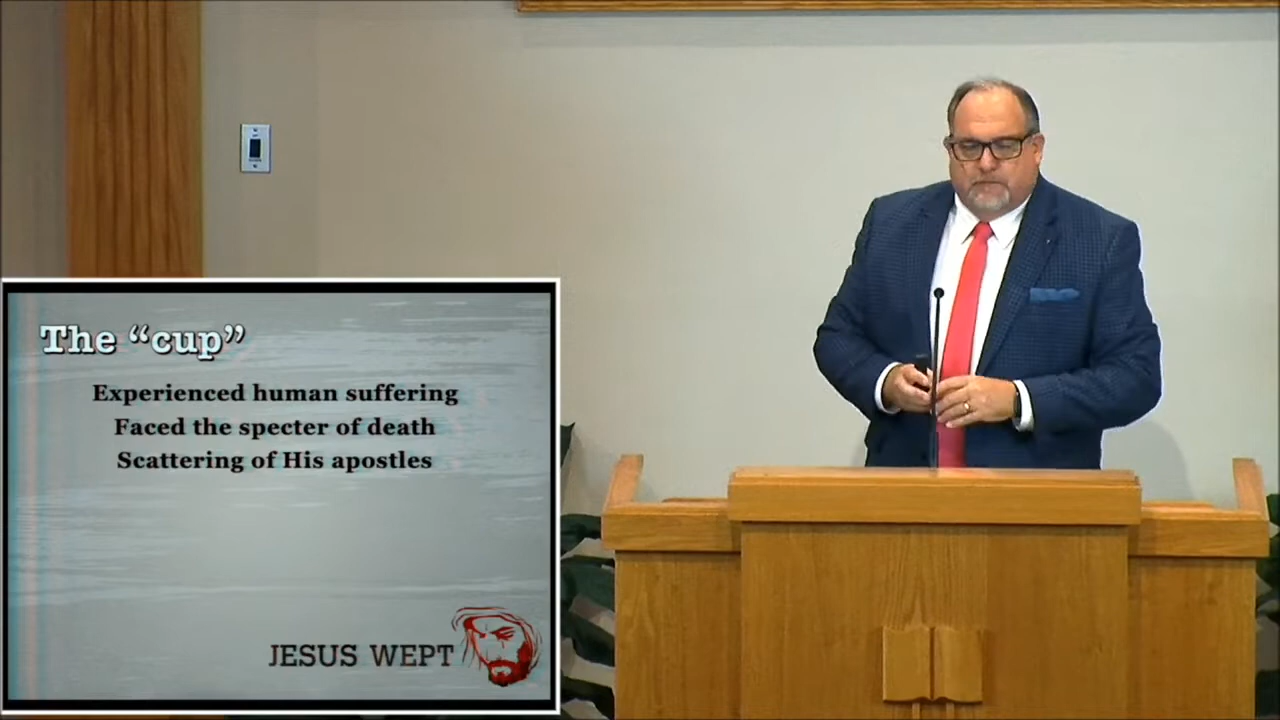 The “cup”
Experienced human suffering
Faced the specter of death
Scattering of His apostles
JESUS WEPT